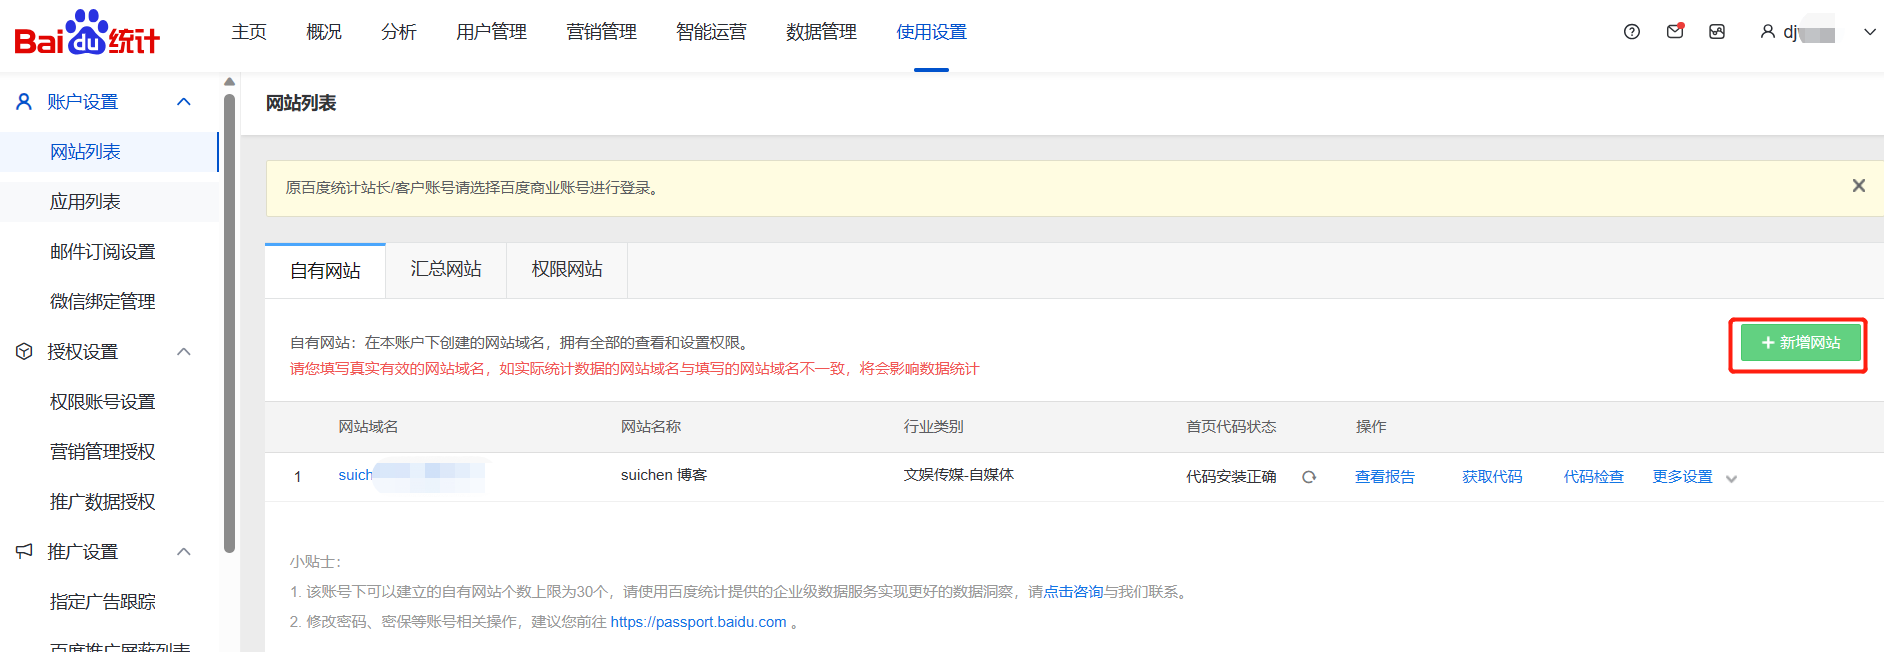 Bai du 统计 主页 概况 分析 用户管理 营销管理 智能运营 数据管理 使用设置 dj
账户设置
网站列表
应用列表
邮件订阅设置
微信绑定管理
授权设置
权限账号设置
营销管理授权
推广数据授权
推广设置
指定广告跟踪
百度推广屏蔽列表
网站列表
原百度统计站长/客户账号请选择百度商业账号进行登录。
自有网站 汇总网站 权限网站
自有网站：在本账户下创建的网站域名，拥有全部的查看和设置权限。
请您填写真实有效的网站域名，如实际统计数据的网站域名与填写的网站域名不一致，将会影响数据统计
+ 新增网站
网站域名 网站名称 行业类别 首页代码状态 操作
1 suich suichen 博客 文娱传媒-自媒体 代码安装正确 查看报告 获取代码 代码检查 更多设置
小贴士：
1. 该账号下可以建立的自有网站个数上限为30个，请使用百度统计提供的企业级数据服务实现更好的数据洞察，请点击咨询与我们联系。
2. 修改密码、密保等账号相关操作，建议您前往 https://passport.baidu.com 。